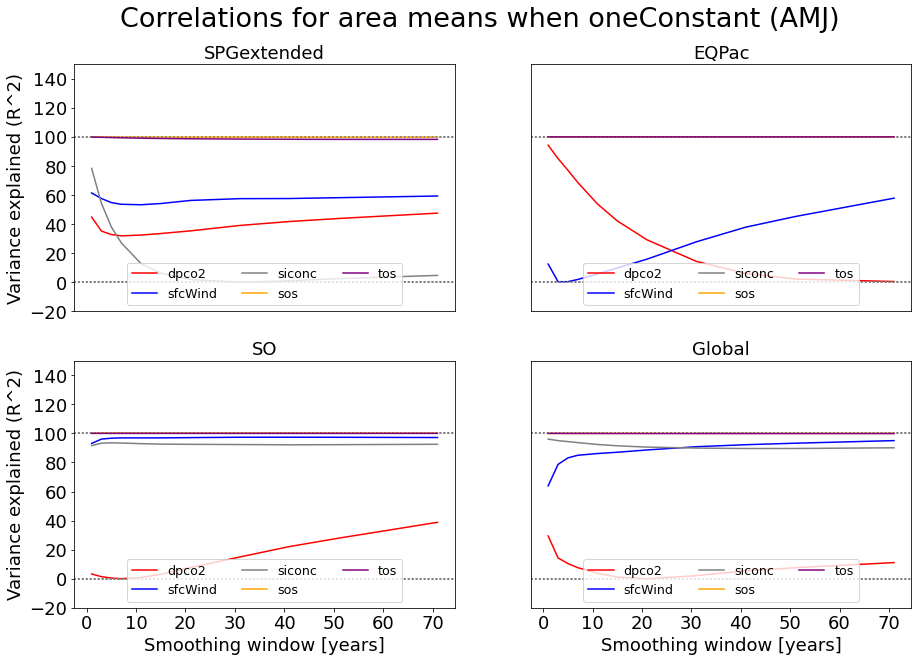 Correlations for area means when oneConstant (AMJ)
SPGextended
EQPac
Variance explained (R^2)
140
120
100
80
60
40
20
0
−20
dpco2 siconc tos
sfcWind sos
dpco2 siconc tos
sfcWind sos
SO
Global
Variance explained (R^2)
140
120
100
80
60
40
20
0
−20
dpco2 siconc tos
sfcWind sos
dpco2 siconc tos
sfcWind sos
0 10 20 30 40 50 60 70
0 10 20 30 40 50 60 70
Smoothing window [years]
Smoothing window [years]